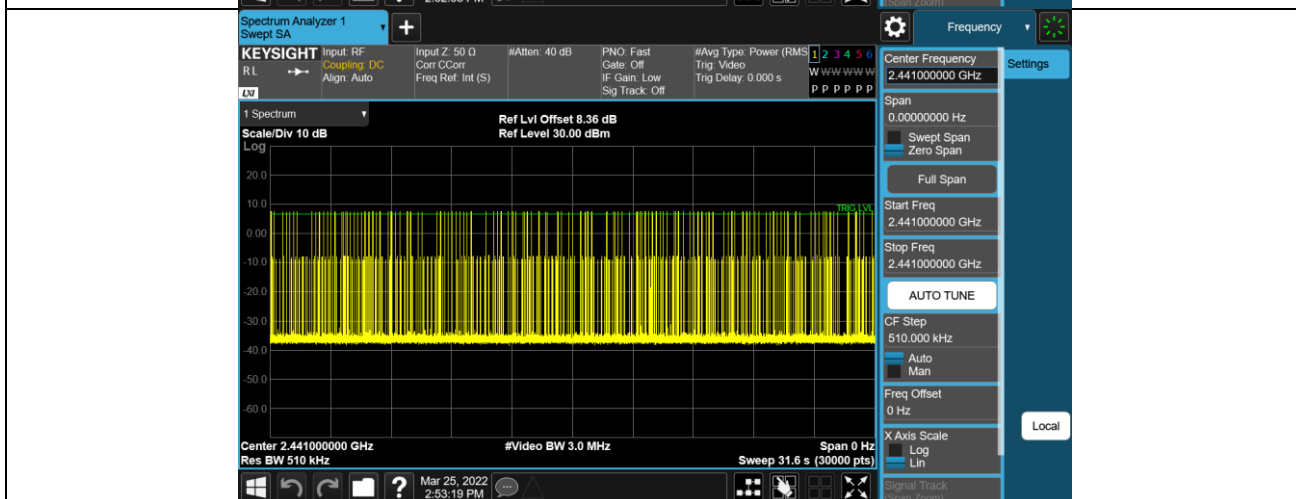 Spectrum Analyzer 1
Swept SA
+
Frequency
KEYSIGHT
R L
LXI
Input: RF
Coupling: DC
Align: Auto
Input Z: 50 Ω
Corr CCorr
Freq Ref: Int (S)
#Atten: 40 dB
PNO: Fast
Gate: Off
IF Gain: Low
Sig Track: Off
#Avg Type: Power (RMS
Trig: Video
Trig Delay: 0.000 s
1 2 3 4 5 6
W W W W W W
P P P P P P
1 Spectrum
Scale/Div 10 dB
Ref Lvl Offset 8.36 dB
Ref Level 30.00 dBm
Log
20.0
10.0
0.00
-10.0
-20.0
-30.0
-40.0
-50.0
-60.0
TRIG LVL
Center 2.441000000 GHz
#Video BW 3.0 MHz
Span 0 Hz
Res BW 510 kHz
Sweep 31.6 s (30000 pts)
?
Mar 25, 2022
2:53:19 PM
Center Frequency
2.441000000 GHz
Settings
Span
0.00000000 Hz
Swept Span
Zero Span
Full Span
Start Freq
2.441000000 GHz
Stop Freq
2.441000000 GHz
AUTO TUNE
CF Step
510.000 kHz
Auto
Man
Freq Offset
0 Hz
X Axis Scale
Log
Lin
Local
Signal Track
(Span Zoom)